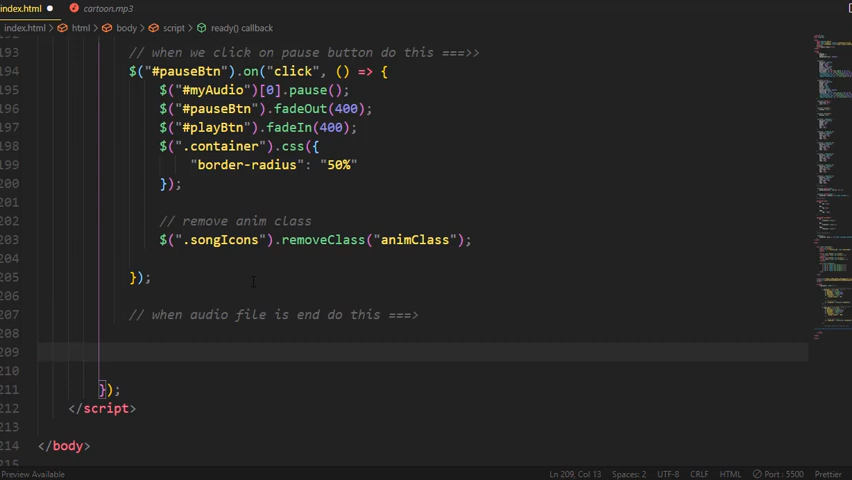 index.html ● cartoon.mp3
index.html > html > body > script > ready() callback
192
193 // when we click on pause button do this ===>>
194 $("#pauseBtn").on("click", () => {
195 $("#myAudio")[0].pause();
196 $("#pauseBtn").fadeOut(400);
197 $("#playBtn").fadeIn(400);
198 $(".container").css({
199 "border-radius": "50%"
200 });
201
202 // remove anim class
203 $(".songIcons").removeClass("animClass");
204
205 });
206
207 // when audio file is end do this ===>
208
209
210
211 });
212 </script>
213
214 </body>
215
Preview Available Ln 209, Col 13 Spaces: 2 UTF-8 CRLF HTML Port : 5500 Prettier